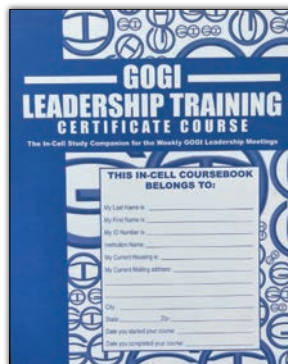 GOGI
LEADERSHIP TRAINING
CERTIFICATE COURSE
The In-Cell Study Companion for the Weekly GOGI Leadership Meetings
THIS IN-CELL COURSEBOOK
BELONGS TO:
My Last Name is:
My First Name is
My ID Number is
Institution Name:
My Current Housing is:
My Current Mailing address:
City
State: Zip:
Date you started your course
Date you completed your course: